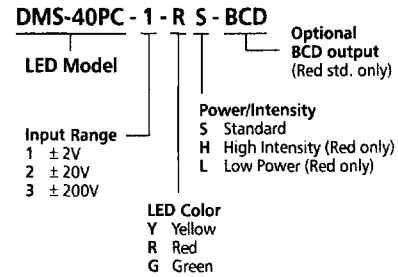 DMS-40PC - 1 - R S - BCD
LED Model
Optional
BCD output
(Red std. only)
Power/Intensity
S Standard
H High Intensity (Red only)
L Low Power (Red only)
Input Range
1 ± 2V
2 ± 20V
3 ± 200V
LED Color
Y Yellow
R Red
G Green